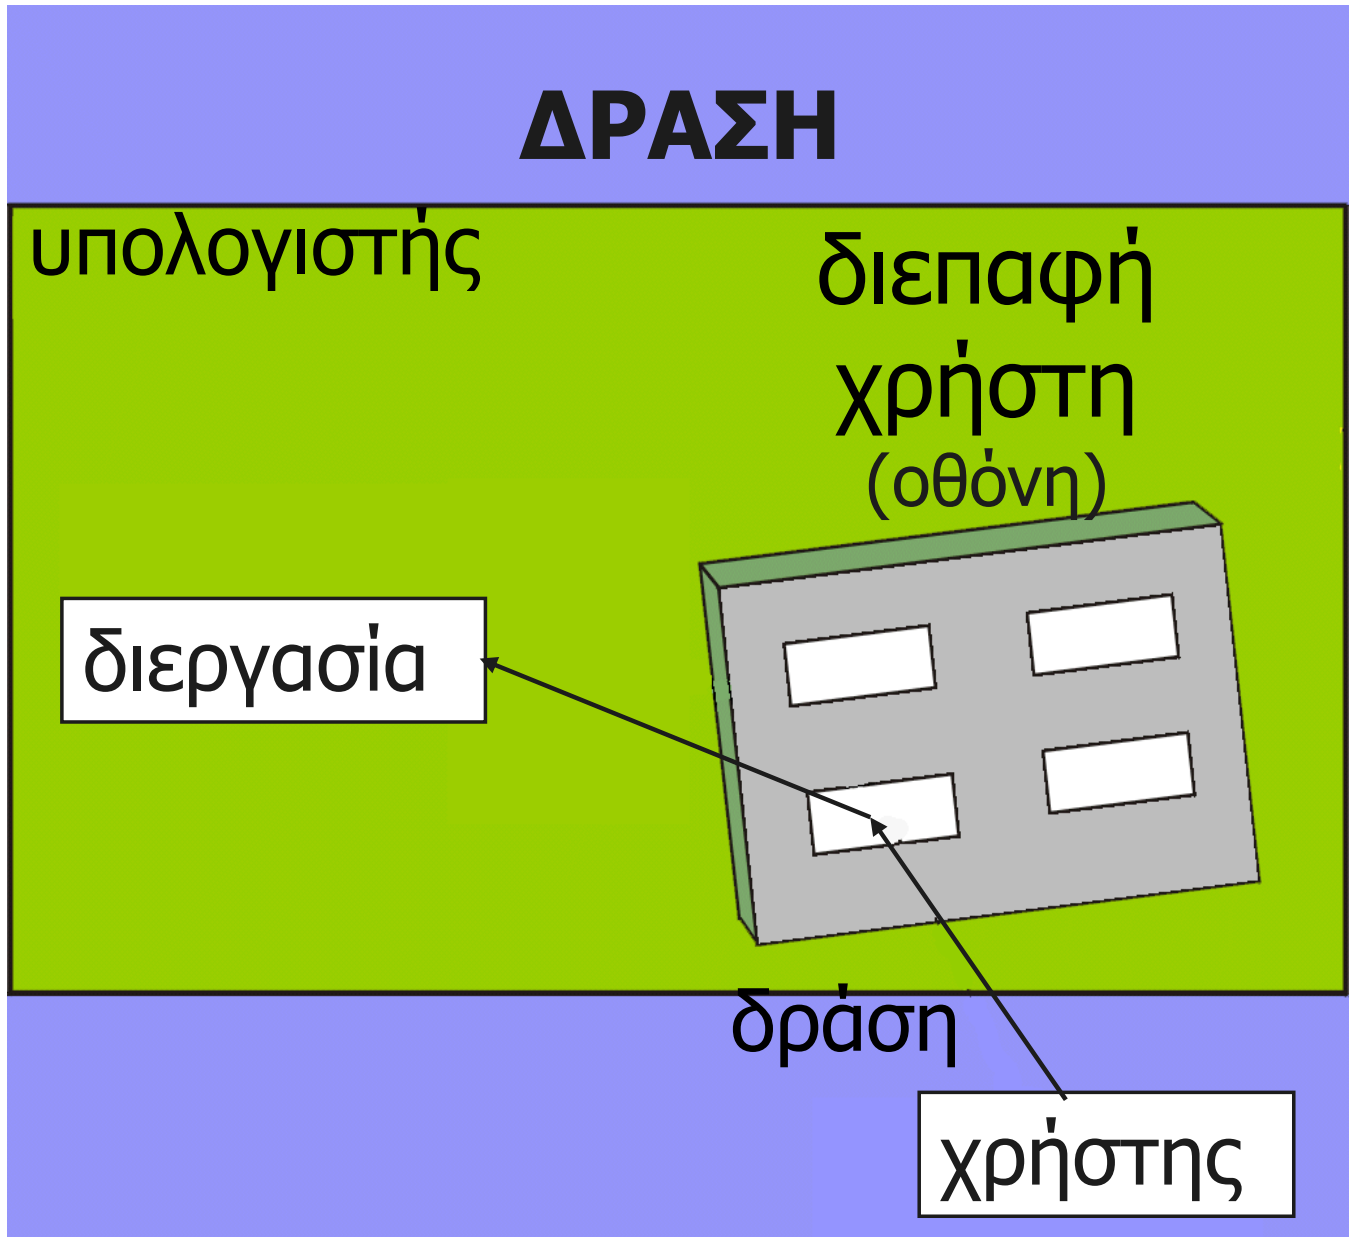 ΔΡΑΣΗ
υπολογιστής
διεπαφή
χρήστη
(οθόνη)
διεργασία
δράση
χρήστης